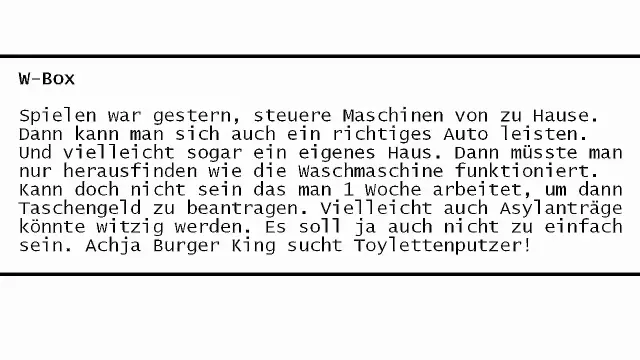 W-Box
Spielen war gestern, steuere Maschinen von zu Hause.
Dann kann man sich auch ein richtiges Auto leisten.
Und vielleicht sogar ein eigenes Haus. Dann müsste man
nur herausfinden wie die Waschmaschine funktioniert.
Kann doch nicht sein das man 1 Woche arbeitet, um dann
Taschengeld zu beantragen. Vielleicht auch Asylanträge
könnte witzig werden. Es soll ja auch nicht zu einfach
sein. Achja Burger King sucht Toylettenputzer!